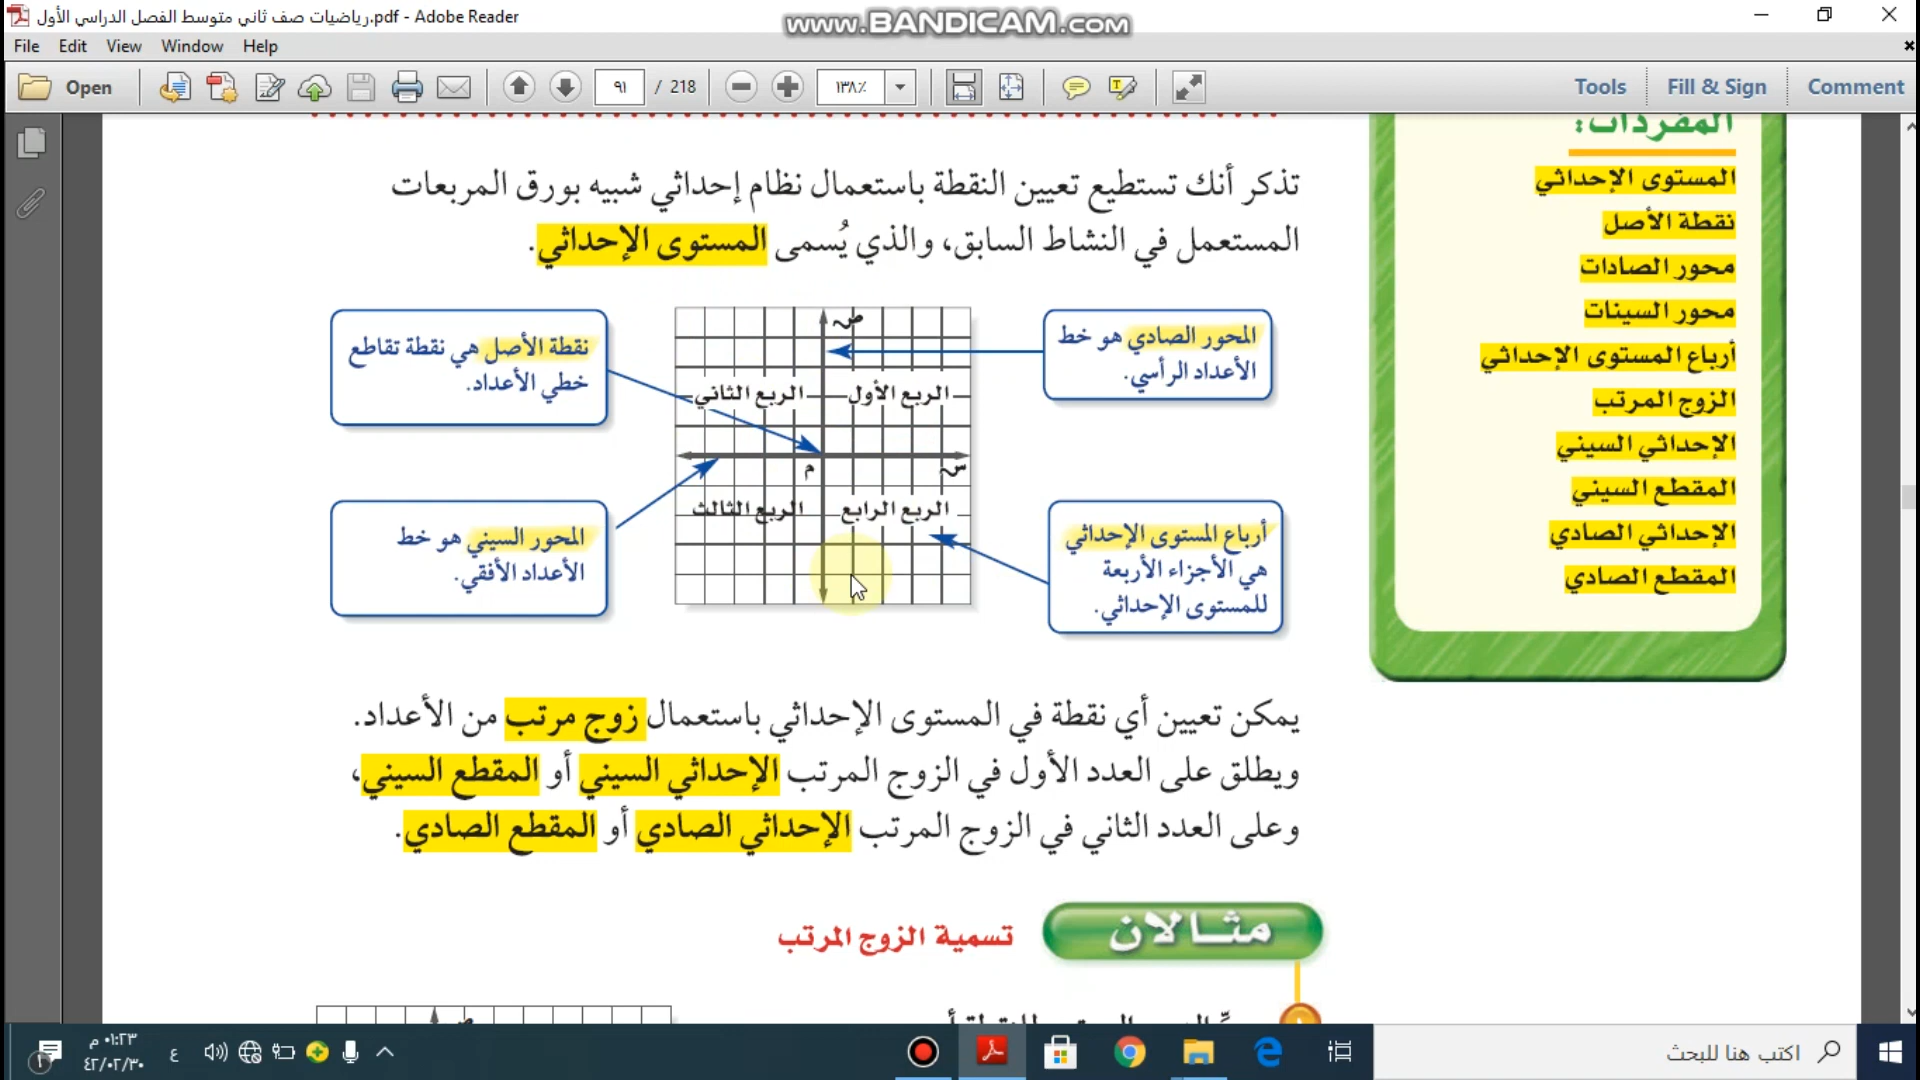 رياضيات صف ثاني متوسط الفصل الدراسي الأول.pdf - Adobe Reader
www.BANDICAM.com
File Edit View Window Help
Open
٩١ / 218
١٣٨٪
Tools Fill & Sign Comment
المفردات:
المستوى الإحداثي
نقطة الأصل
محور الصادات
محور السينات
أرباع المستوى الإحداثي
الزوج المرتب
الإحداثي السيني
المقطع السيني
الإحداثي الصادي
المقطع الصادي
تذكر أنك تستطيع تعيين النقطة باستعمال نظام إحداثي شبيه بورق المربعات
المستعمل في النشاط السابق، والذي يُسمى المستوى الإحداثي.
المحور الصادي هو خط
الأعداد الرأسي.
ص
نقطة الأصل هي نقطة تقاطع
خطي الأعداد.
الربع الأول
الربع الثاني
س
م
الربع الرابع
الربع الثالث
أرباع المستوى الإحداثي
هي الأجزاء الأربعة
للمستوى الإحداثي.
المحور السيني هو خط
الأعداد الأفقي.
يمكن تعيين أي نقطة في المستوى الإحداثي باستعمال زوج مرتب من الأعداد.
ويطلق على العدد الأول في الزوج المرتب الإحداثي السيني أو المقطع السيني،
وعلى العدد الثاني في الزوج المرتب الإحداثي الصادي أو المقطع الصادي.
مثالان
تسمية الزوج المرتب
ص
٠١:٢٣ م
٤٢/٠٢/٣٠
ع
اكتب هنا للبحث